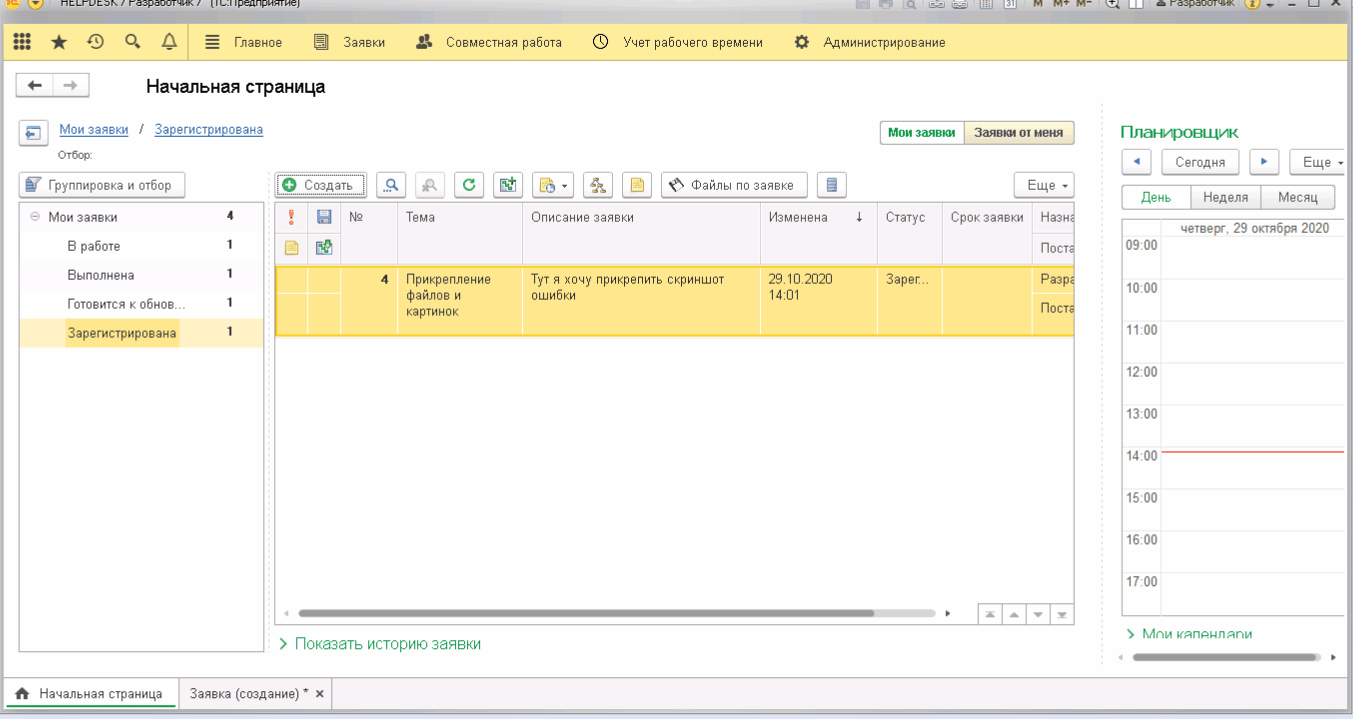 HELPDESK / Разработчик / (1С:Предприятие)
31 M M+ M- Разработчик
Главное Заявки Совместная работа Учет рабочего времени Администрирование
Начальная страница
Мои заявки / Зарегистрирована
Отбор:
Мои заявки Заявки от меня
Группировка и отбор
Создать Файлы по заявке Еще
Мои заявки 4
В работе 1
Выполнена 1
Готовится к обнов... 1
Зарегистрирована 1
№ Тема Описание заявки Изменена ↓ Статус Срок заявки Назна
Поста
4 Прикрепление файлов и картинок Тут я хочу прикрепить скриншот ошибки 29.10.2020 14:01 Зарег... Разра
Поста
Показать историю заявки
Планировщик
Сегодня Еще
День Неделя Месяц
четверг, 29 октября 2020
09:00
10:00
11:00
12:00
13:00
14:00
15:00
16:00
17:00
Мои календари
Начальная страница Заявка (создание) * ×